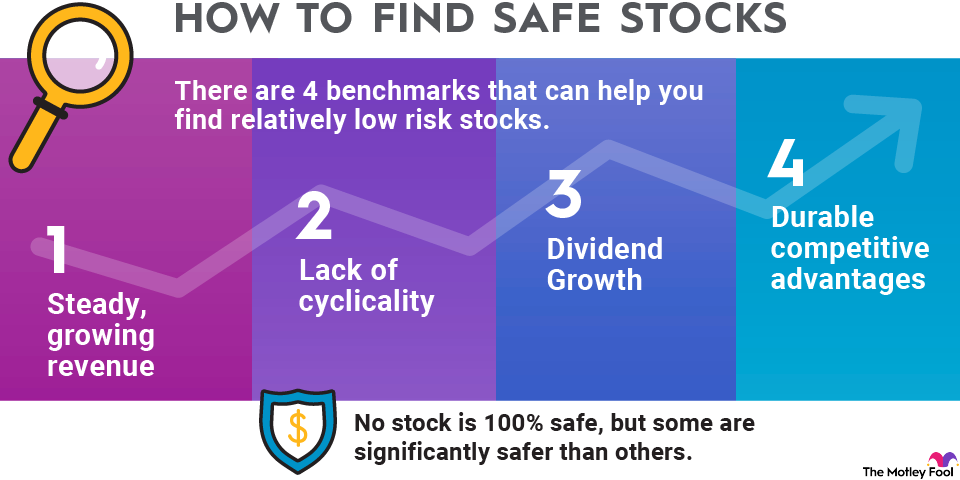 HOW TO FIND SAFE STOCKS
There are 4 benchmarks that can help you
find relatively low risk stocks.
1
Steady,
growing
revenue
2
Lack of
cyclicality
3
Dividend
Growth
4
Durable
competitive
advantages
$
No stock is 100% safe, but some are
significantly safer than others.
The Motley Fool